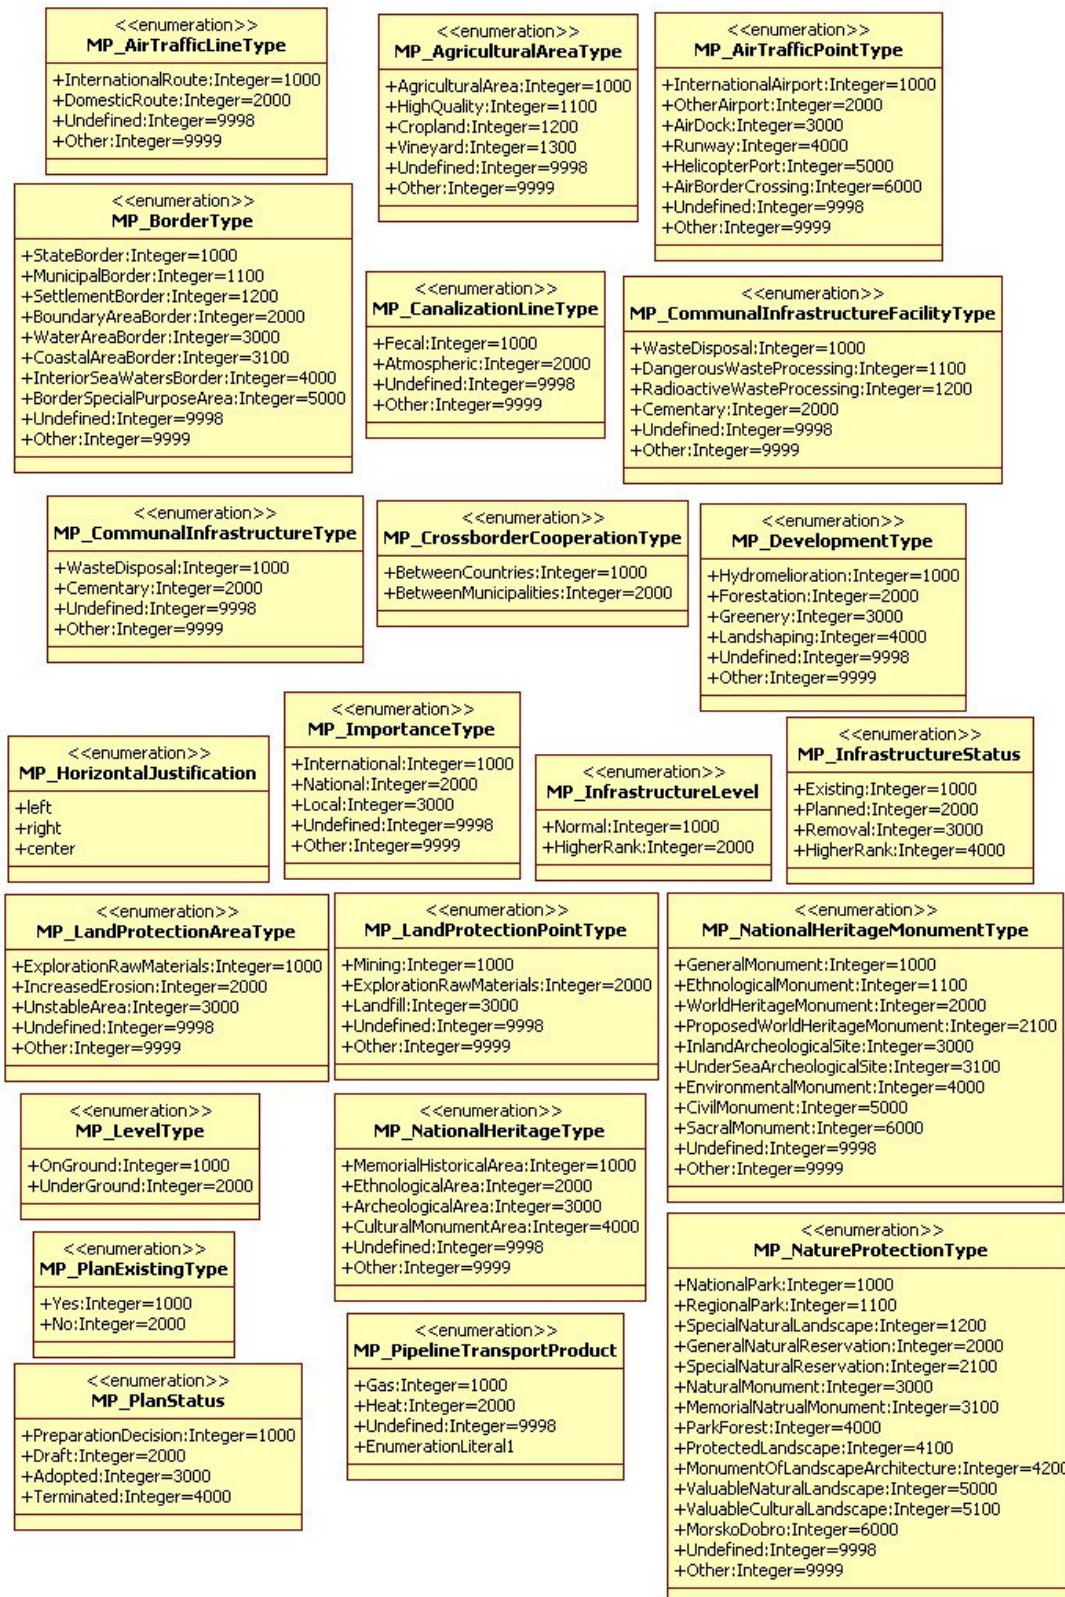 <<enumeration>>
MP_AirTrafficLineType
+InternationalRoute:Integer=1000
+DomesticRoute:Integer=2000
+Undefined:Integer=9998
+Other:Integer=9999
<<enumeration>>
MP_AgriculturalAreaType
+AgriculturalArea:Integer=1000
+HighQuality:Integer=1100
+Cropland:Integer=1200
+Vineyard:Integer=1300
+Undefined:Integer=9998
+Other:Integer=9999
<<enumeration>>
MP_AirTrafficPointType
+InternationalAirport:Integer=1000
+OtherAirport:Integer=2000
+AirDock:Integer=3000
+Runway:Integer=4000
+HelicopterPort:Integer=5000
+AirBorderCrossing:Integer=6000
+Undefined:Integer=9998
+Other:Integer=9999
<<enumeration>>
MP_BorderType
+StateBorder:Integer=1000
+MunicipalBorder:Integer=1100
+SettlementBorder:Integer=1200
+BoundaryAreaBorder:Integer=2000
+WaterAreaBorder:Integer=3000
+CoastalAreaBorder:Integer=3100
+InteriorSeaWatersBorder:Integer=4000
+BorderSpecialPurposeArea:Integer=5000
+Undefined:Integer=9998
+Other:Integer=9999
<<enumeration>>
MP_CanalizationLineType
+Fecal:Integer=1000
+Atmospheric:Integer=2000
+Undefined:Integer=9998
+Other:Integer=9999
<<enumeration>>
MP_CommunalInfrastructureFacilityType
+WasteDisposal:Integer=1000
+DangerousWasteProcessing:Integer=1100
+RadioactiveWasteProcessing:Integer=1200
+Cementary:Integer=2000
+Undefined:Integer=9998
+Other:Integer=9999
<<enumeration>>
MP_CommunalInfrastructureType
+WasteDisposal:Integer=1000
+Cementary:Integer=2000
+Undefined:Integer=9998
+Other:Integer=9999
<<enumeration>>
MP_CrossborderCooperationType
+BetweenCountries:Integer=1000
+BetweenMunicipalities:Integer=2000
<<enumeration>>
MP_DevelopmentType
+Hydromelioration:Integer=1000
+Forestation:Integer=2000
+Greenery:Integer=3000
+Landshaping:Integer=4000
+Undefined:Integer=9998
+Other:Integer=9999
<<enumeration>>
MP_HorizontalJustification
+left
+right
+center
<<enumeration>>
MP_ImportanceType
+International:Integer=1000
+National:Integer=2000
+Local:Integer=3000
+Undefined:Integer=9998
+Other:Integer=9999
<<enumeration>>
MP_InfrastructureLevel
+Normal:Integer=1000
+HigherRank:Integer=2000
<<enumeration>>
MP_InfrastructureStatus
+Existing:Integer=1000
+Planned:Integer=2000
+Removal:Integer=3000
+HigherRank:Integer=4000
<<enumeration>>
MP_LandProtectionAreaType
+ExplorationRawMaterials:Integer=1000
+IncreasedErosion:Integer=2000
+UnstableArea:Integer=3000
+Undefined:Integer=9998
+Other:Integer=9999
<<enumeration>>
MP_LandProtectionPointType
+Mining:Integer=1000
+ExplorationRawMaterials:Integer=2000
+Landfill:Integer=3000
+Undefined:Integer=9998
+Other:Integer=9999
<<enumeration>>
MP_NationalHeritageMonumentType
+GeneralMonument:Integer=1000
+EthnologicalMonument:Integer=1100
+WorldHeritageMonument:Integer=2000
+ProposedWorldHeritageMonument:Integer=2100
+InlandArcheologicalSite:Integer=3000
+UnderSeaArcheologicalSite:Integer=3100
+EnvironmentalMonument:Integer=4000
+CivilMonument:Integer=5000
+SacralMonument:Integer=6000
+Undefined:Integer=9998
+Other:Integer=9999
<<enumeration>>
MP_LevelType
+OnGround:Integer=1000
+UnderGround:Integer=2000
<<enumeration>>
MP_NationalHeritageType
+MemorialHistoricalArea:Integer=1000
+EthnologicalArea:Integer=2000
+ArcheologicalArea:Integer=3000
+CulturalMonumentArea:Integer=4000
+Undefined:Integer=9998
+Other:Integer=9999
<<enumeration>>
MP_PlanExistingType
+Yes:Integer=1000
+No:Integer=2000
<<enumeration>>
MP_NatureProtectionType
+NationalPark:Integer=1000
+RegionalPark:Integer=1100
+SpecialNaturalLandscape:Integer=1200
+GeneralNaturalReservation:Integer=2000
+SpecialNaturalReservation:Integer=2100
+NaturalMonument:Integer=3000
+MemorialNatrualMonument:Integer=3100
+ParkForest:Integer=4000
+ProtectedLandscape:Integer=4100
+MonumentOfLandscapeArchitecture:Integer=4200
+ValuableNaturalLandscape:Integer=5000
+ValuableCulturalLandscape:Integer=5100
+MorskoDobro:Integer=6000
+Undefined:Integer=9998
+Other:Integer=9999
<<enumeration>>
MP_PipelineTransportProduct
+Gas:Integer=1000
+Heat:Integer=2000
+Undefined:Integer=9998
+EnumerationLiteral1
<<enumeration>>
MP_PlanStatus
+PreparationDecision:Integer=1000
+Draft:Integer=2000
+Adopted:Integer=3000
+Terminated:Integer=4000